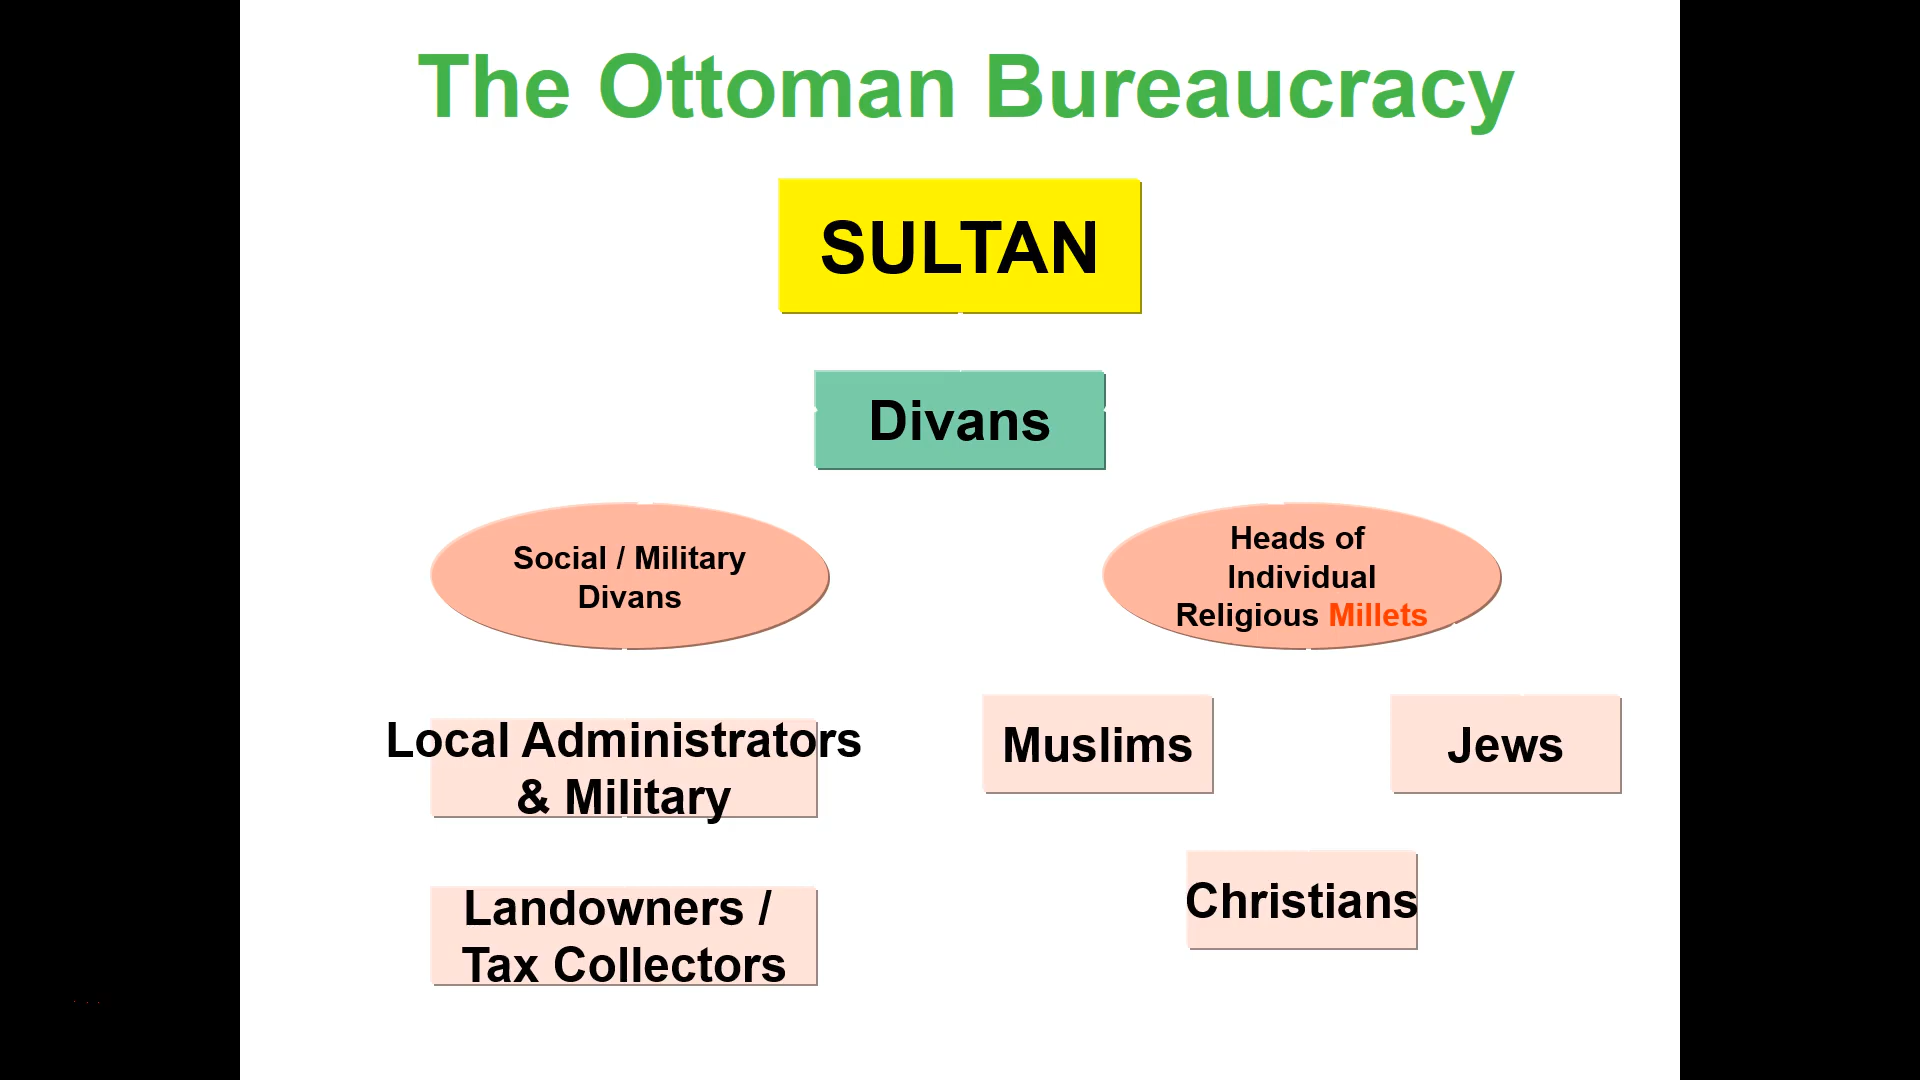 The Ottoman Bureaucracy
SULTAN
Divans
Social / Military
Divans
Heads of
Individual
Religious Millets
Local Administrators
& Military
Muslims
Jews
Christians
Landowners /
Tax Collectors